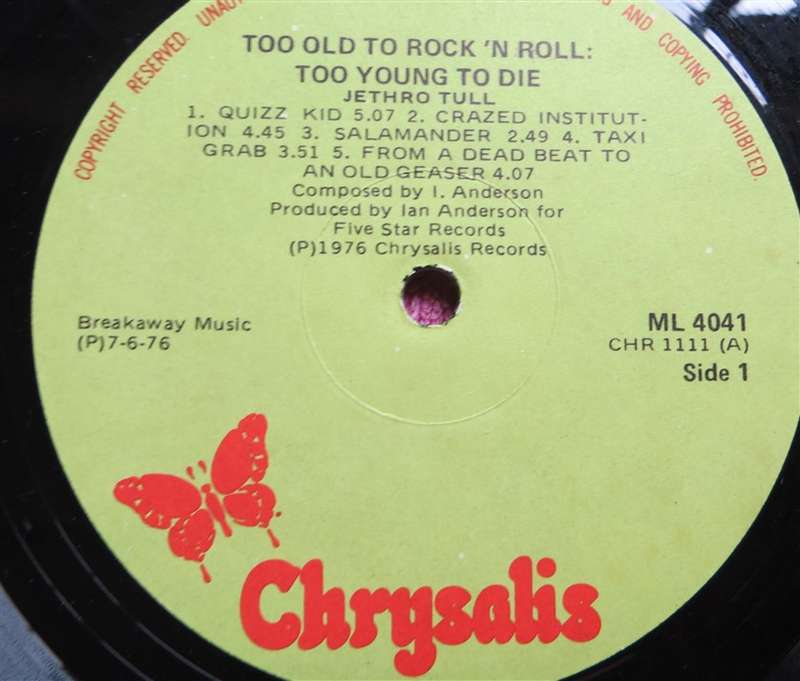 COPYRIGHT RESERVED. UNAU
S AND COPYING PROHIBITED.
TOO OLD TO ROCK 'N ROLL:
TOO YOUNG TO DIE
JETHRO TULL
1. QUIZZ KID 5.07 2. CRAZED INSTITUT-
ION 4.45 3. SALAMANDER 2.49 4. TAXI
GRAB 3.51 5. FROM A DEAD BEAT TO
AN OLD GEASER 4.07
Composed by I. Anderson
Produced by Ian Anderson for
Five Star Records
(P)1976 Chrysalis Records
Breakaway Music
(P)7-6-76
ML 4041
CHR 1111 (A)
Side 1
Chrysalis